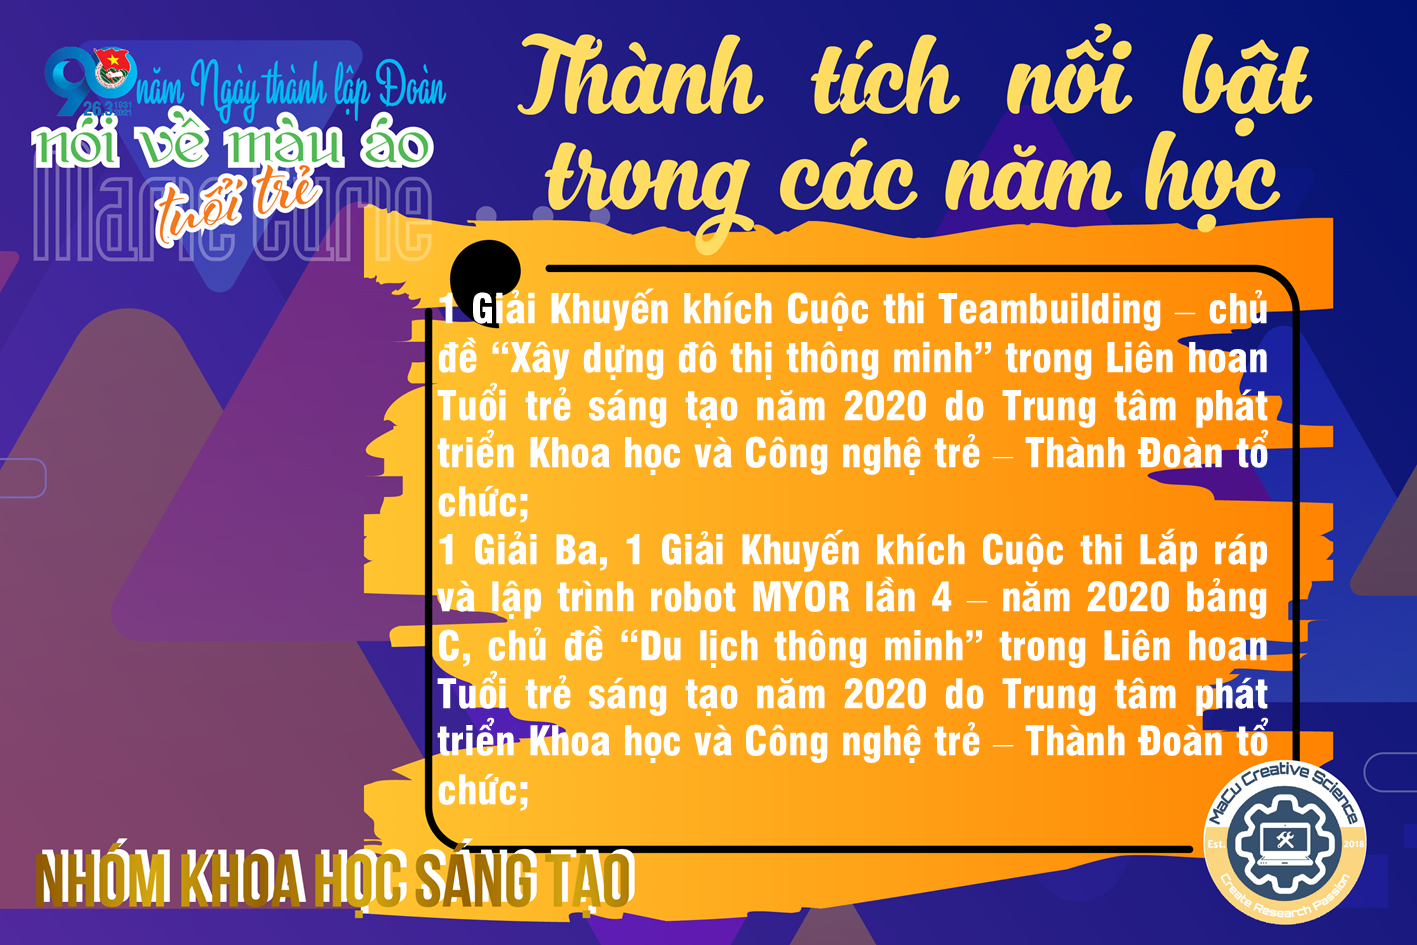 90 năm Ngày thành lập Đoàn
26.3 1931 2021
nói về màu áo
tuổi trẻ
Marie Curie
Thành tích nổi bật
trong các năm học
1 Giải Khuyến khích Cuộc thi Teambuilding – chủ
đề “Xây dựng đô thị thông minh” trong Liên hoan
Tuổi trẻ sáng tạo năm 2020 do Trung tâm phát
triển Khoa học và Công nghệ trẻ – Thành Đoàn tổ
chức;
1 Giải Ba, 1 Giải Khuyến khích Cuộc thi Lắp ráp
và lập trình robot MYOR lần 4 – năm 2020 bảng
C, chủ đề “Du lịch thông minh” trong Liên hoan
Tuổi trẻ sáng tạo năm 2020 do Trung tâm phát
triển Khoa học và Công nghệ trẻ – Thành Đoàn tổ
chức;
NHÓM KHOA HỌC SÁNG TẠO
MaCu Creative Science
Est. 2018
Create Research Passion